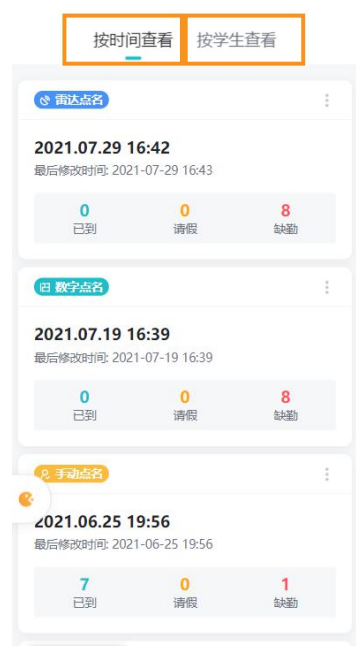 按时间查看 按学生查看
雷达点名
2021.07.29 16:42
最后修改时间: 2021-07-29 16:43
0 0 8
已到 请假 缺勤
数字点名
2021.07.19 16:39
最后修改时间: 2021-07-19 16:39
0 0 8
已到 请假 缺勤
手动点名
2021.06.25 19:56
最后修改时间: 2021-06-25 19:56
7 0 1
已到 请假 缺勤